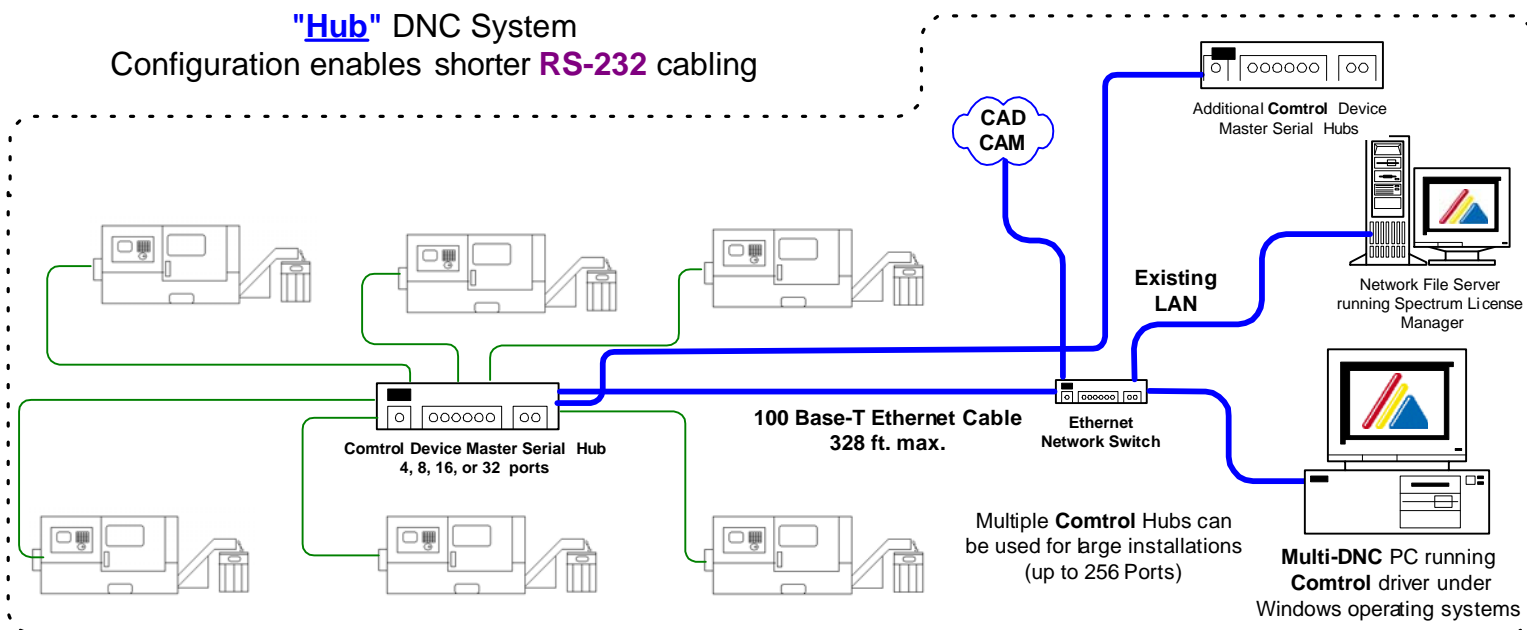 "Hub" DNC System
Configuration enables shorter RS-232 cabling
CAD
CAM
Additional Comtrol Device
Master Serial Hubs
Network File Server
running Spectrum License
Manager
Existing
LAN
100 Base-T Ethernet Cable
328 ft. max.
Ethernet
Network Switch
Comtrol Device Master Serial Hub
4, 8, 16, or 32 ports
Multiple Comtrol Hubs can
be used for large installations
(up to 256 Ports)
Multi-DNC PC running
Comtrol driver under
Windows operating systems